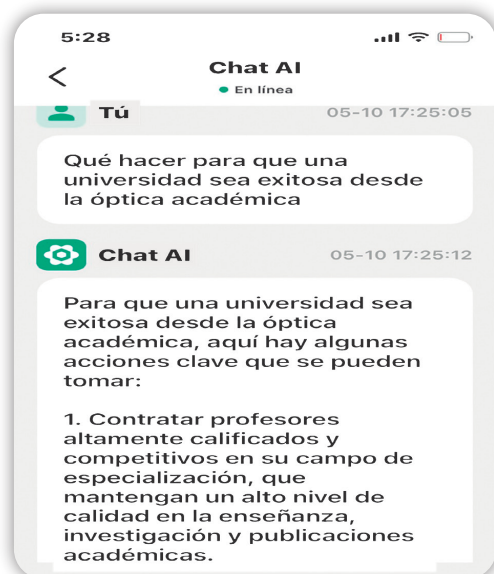 5:28
Chat AI
En línea
Tú
05-10 17:25:05
Qué hacer para que una
universidad sea exitosa desde
la óptica académica
Chat AI
05-10 17:25:12
Para que una universidad sea
exitosa desde la óptica
académica, aquí hay algunas
acciones clave que se pueden
tomar:
1. Contratar profesores
altamente calificados y
competitivos en su campo de
especialización, que
mantengan un alto nivel de
calidad en la enseñanza,
investigación y publicaciones
académicas.